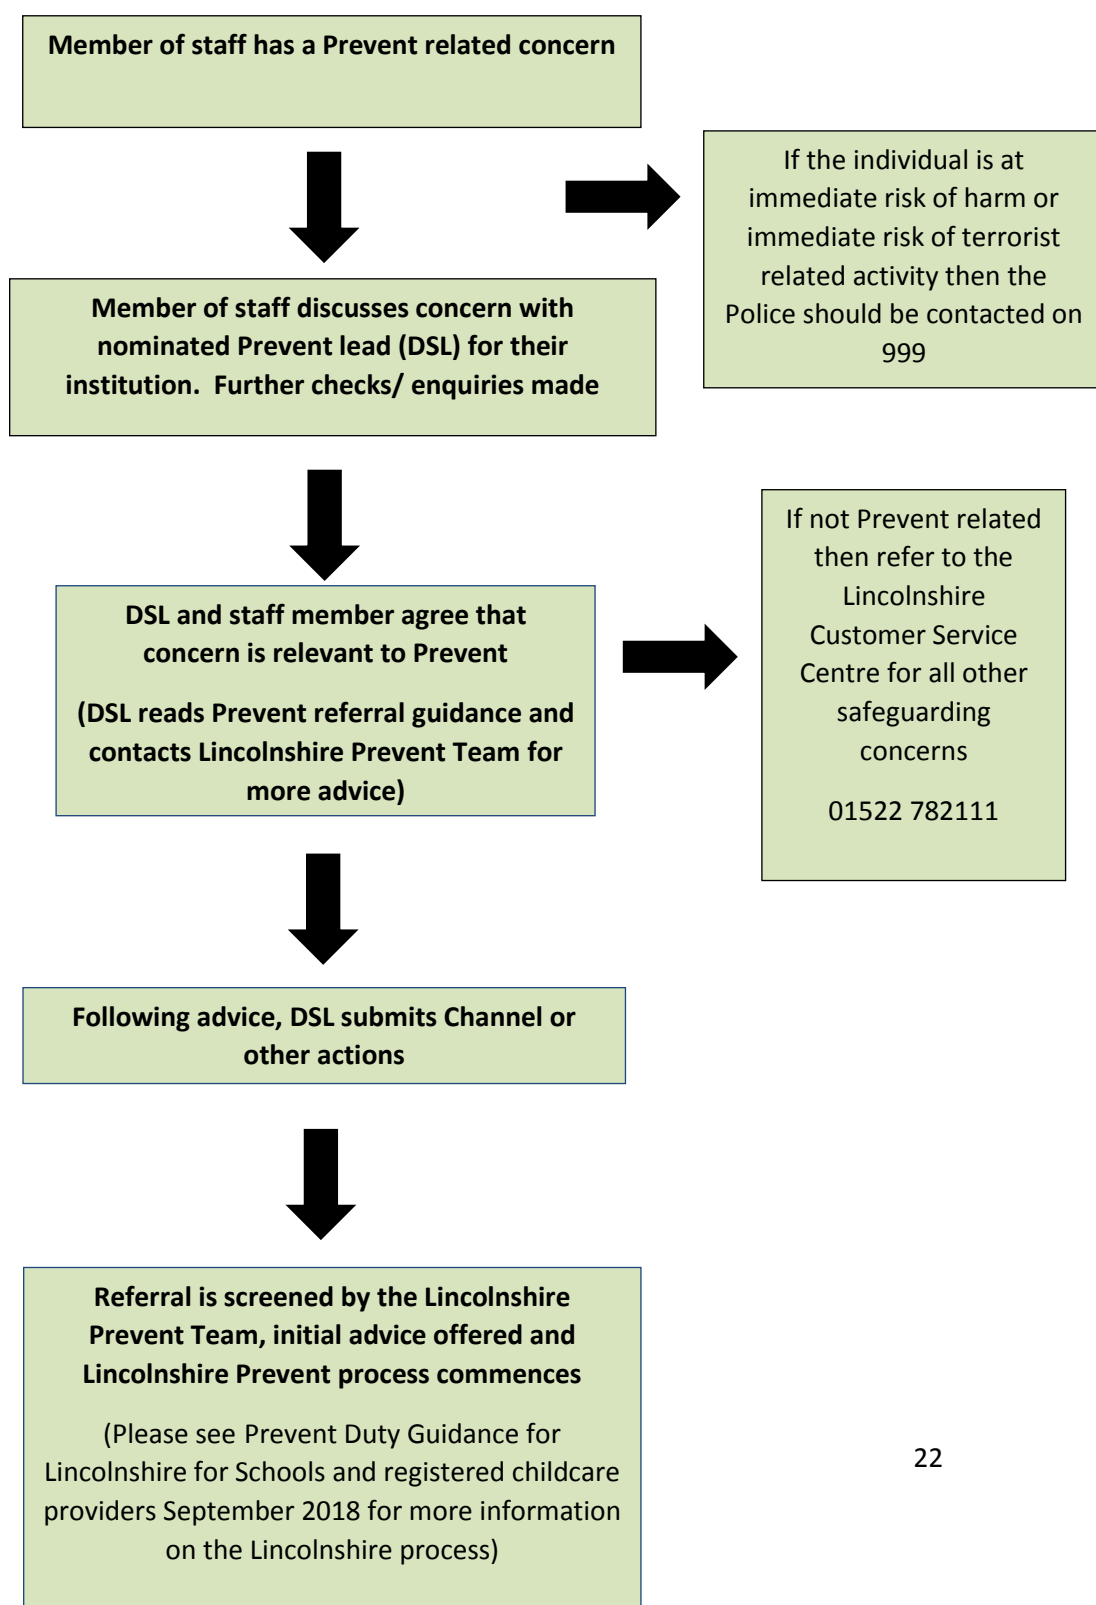 Member of staff has a Prevent related concern
If the individual is at
immediate risk of harm or
immediate risk of terrorist
related activity then the
Police should be contacted on
999
Member of staff discusses concern with
nominated Prevent lead (DSL) for their
institution.  Further checks/ enquiries made
If not Prevent related
then refer to the
Lincolnshire
Customer Service
Centre for all other
safeguarding
concerns
01522 782111
DSL and staff member agree that
concern is relevant to Prevent
(DSL reads Prevent referral guidance and
contacts Lincolnshire Prevent Team for
more advice)
Following advice, DSL submits Channel or
other actions
Referral is screened by the Lincolnshire
Prevent Team, initial advice offered and
Lincolnshire Prevent process commences
(Please see Prevent Duty Guidance for
Lincolnshire for Schools and registered childcare
providers September 2018 for more information
on the Lincolnshire process)
22